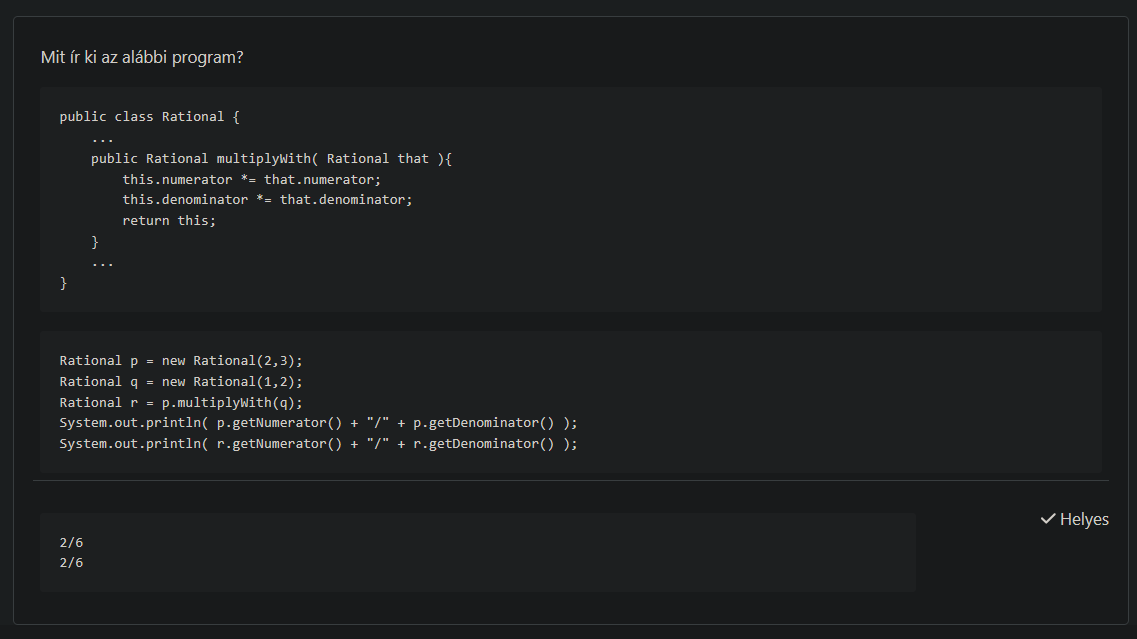 Mit ír ki az alábbi program?
public class Rational {
    ...
    public Rational multiplyWith( Rational that ){
        this.numerator *= that.numerator;
        this.denominator *= that.denominator;
        return this;
    }
    ...
}
Rational p = new Rational(2,3);
Rational q = new Rational(1,2);
Rational r = p.multiplyWith(q);
System.out.println( p.getNumerator() + "/" + p.getDenominator() );
System.out.println( r.getNumerator() + "/" + r.getDenominator() );
✓ Helyes
2/6
2/6